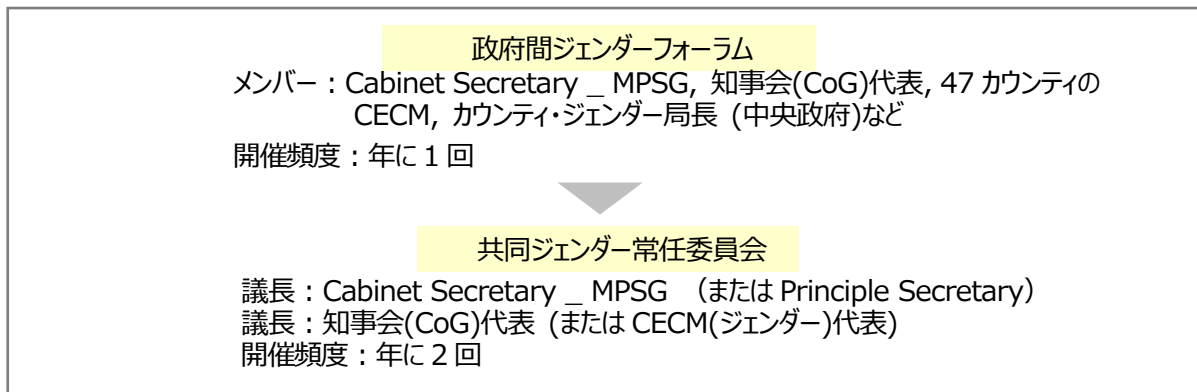 政府間ジェンダーフォーラム
メンバー：Cabinet Secretary _ MPSG, 知事会(CoG)代表, 47 カウンティの
CECM, カウンティ・ジェンダー局長 (中央政府)など
開催頻度：年に 1 回
共同ジェンダー常任委員会
議長：Cabinet Secretary _ MPSG （または Principle Secretary）
議長：知事会(CoG)代表 (または CECM(ジェンダー)代表)
開催頻度：年に 2 回